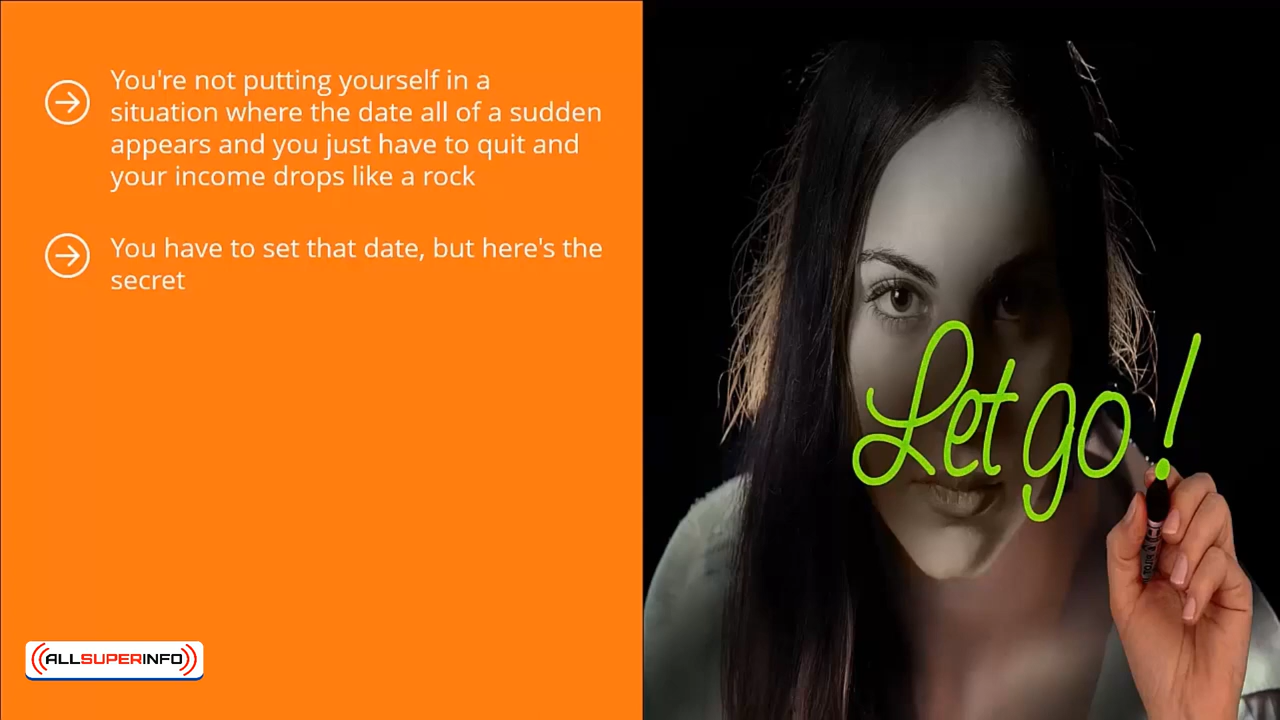 You're not putting yourself in a
situation where the date all of a sudden
appears and you just have to quit and
your income drops like a rock
You have to set that date, but here's the
secret
Let go!
ALLSUPERINFO